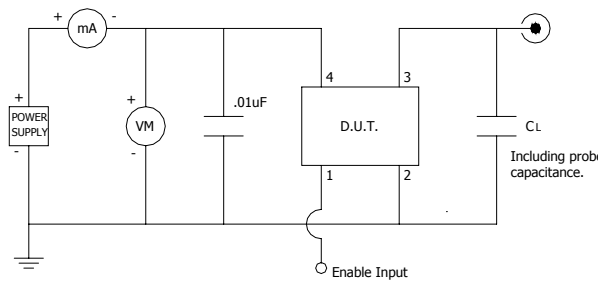 + mA -
4 3
+ POWER SUPPLY -
+ VM -
.01uF
D.U.T.
CL
Including probe
capacitance.
1 2
Enable Input